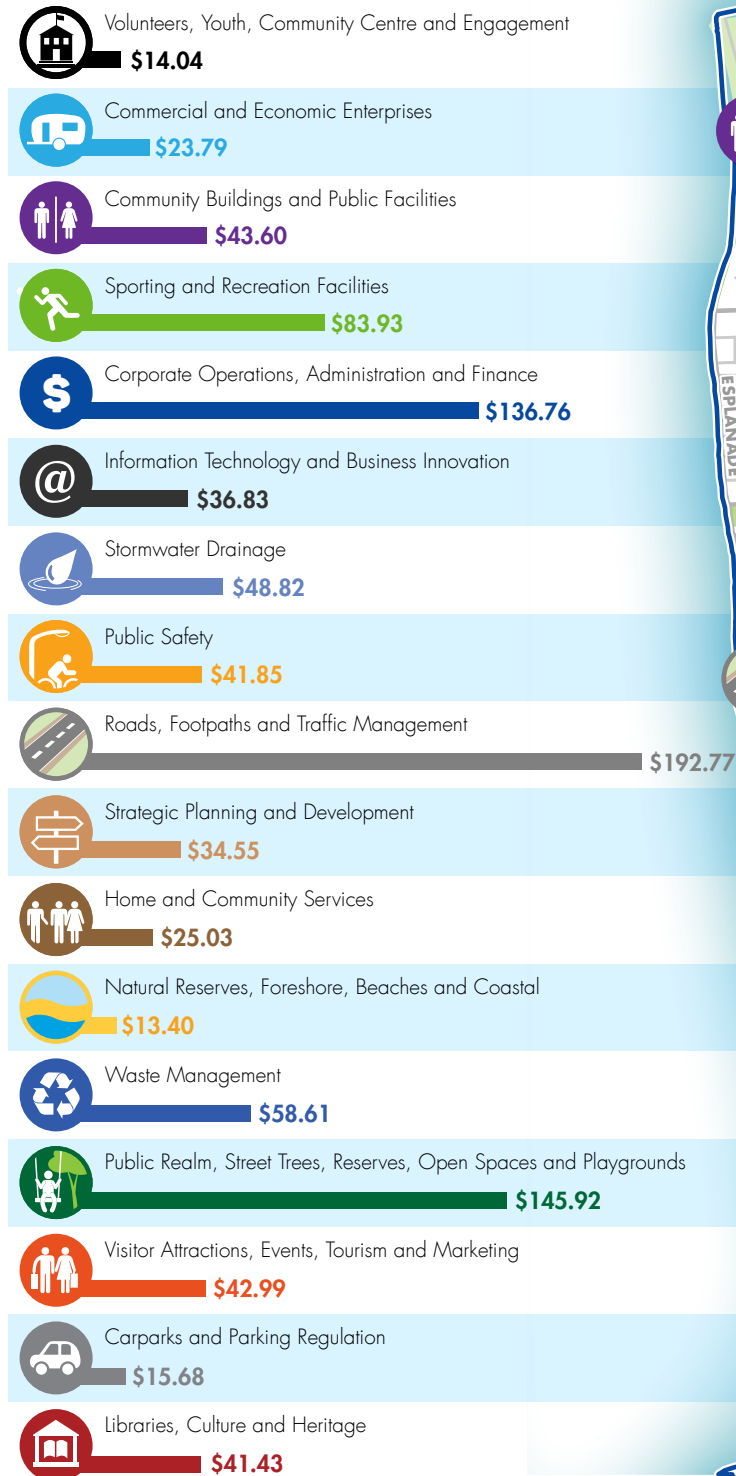 Volunteers, Youth, Community Centre and Engagement
$14.04
Commercial and Economic Enterprises
$23.79
Community Buildings and Public Facilities
$43.60
Sporting and Recreation Facilities
$83.93
Corporate Operations, Administration and Finance
$
$136.76
Information Technology and Business Innovation
@
$36.83
Stormwater Drainage
$48.82
Public Safety
$41.85
Roads, Footpaths and Traffic Management
$192.77
Strategic Planning and Development
$34.55
Home and Community Services
$25.03
Natural Reserves, Foreshore, Beaches and Coastal
$13.40
Waste Management
$58.61
Public Realm, Street Trees, Reserves, Open Spaces and Playgrounds
$145.92
Visitor Attractions, Events, Tourism and Marketing
$42.99
Carparks and Parking Regulation
$15.68
Libraries, Culture and Heritage
$41.43
ESPLANADE